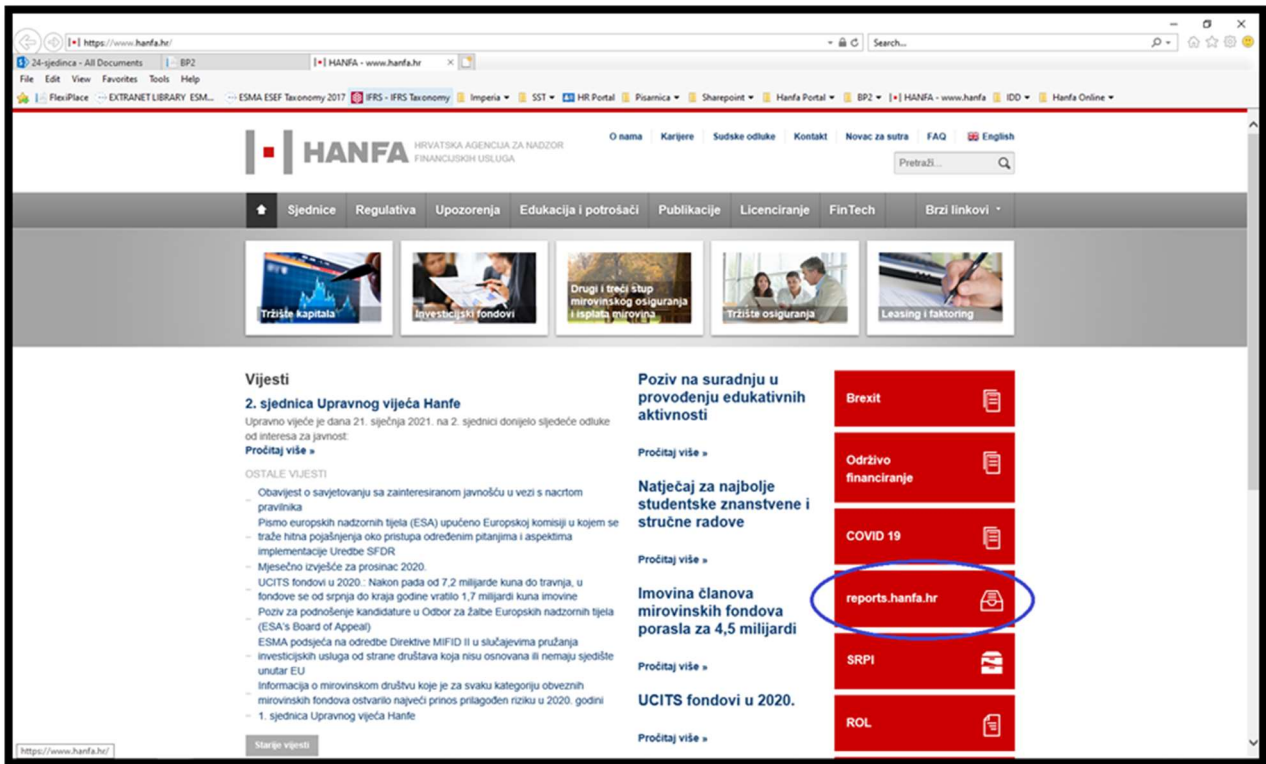 https://www.hanfa.hr/
Search...
24-sjedinca - All Documents
BP2
HANFA - www.hanfa.hr
File Edit View Favorites Tools Help
FlexiPlace
EXTRANET LIBRARY ESM...
ESMA ESEF Taxonomy 2017
IFRS - IFRS Taxonomy
Imperia
SST
HR Portal
Pisarnica
Sharepoint
Hanfa Portal
BP2
HANFA - www.hanfa
IDD
Hanfa Online
HANFA
HRVATSKA AGENCIJA ZA NADZOR
FINANCIJSKIH USLUGA
O nama Karijere Sudske odluke Kontakt Novac za sutra FAQ English
Pretraži...
Sjednice Regulativa Upozorenja Edukacija i potrošači Publikacije Licenciranje FinTech Brzi linkovi
Tržište kapitala
Investicijski fondovi
Drugi i treći stup
mirovinskog osiguranja
i isplata mirovina
Tržište osiguranja
Leasing i faktoring
Vijesti
2. sjednica Upravnog vijeća Hanfe
Upravno vijeće je dana 21. siječnja 2021. na 2. sjednici donijelo sljedeće odluke
od interesa za javnost:
Pročitaj više »
OSTALE VIJESTI
Obavijest o savjetovanju sa zainteresiranom javnošću u vezi s nacrtom
pravilnika
Pismo europskih nadzornih tijela (ESA) upućeno Europskoj komisiji u kojem se
traže hitna pojašnjenja oko pristupa određenim pitanjima i aspektima
implementacije Uredbe SFDR
Mjesečno izvješće za prosinac 2020.
UCITS fondovi u 2020.: Nakon pada od 7,2 milijarde kuna do travnja, u
fondove se od srpnja do kraja godine vratilo 1,7 milijardi kuna imovine
Poziv za podnošenje kandidature u Odbor za žalbe Europskih nadzornih tijela
(ESA's Board of Appeal)
ESMA podsjeća na odredbe Direktive MIFID II u slučajevima pružanja
investicijskih usluga od strane društava koja nisu osnovana ili nemaju sjedište
unutar EU
Informacija o mirovinskom društvu koje je za svaku kategoriju obveznih
mirovinskih fondova ostvarilo najveći prinos prilagođen riziku u 2020. godini
1. sjednica Upravnog vijeća Hanfe
Starije vijesti
Poziv na suradnju u
provođenju edukativnih
aktivnosti
Pročitaj više »
Natječaj za najbolje
studentske znanstvene i
stručne radove
Pročitaj više »
Imovina članova
mirovinskih fondova
porasla za 4,5 milijardi
Pročitaj više »
UCITS fondovi u 2020.
Pročitaj više »
Brexit
Održivo
financiranje
COVID 19
reports.hanfa.hr
SRPI
ROL
https://www.hanfa.hr/